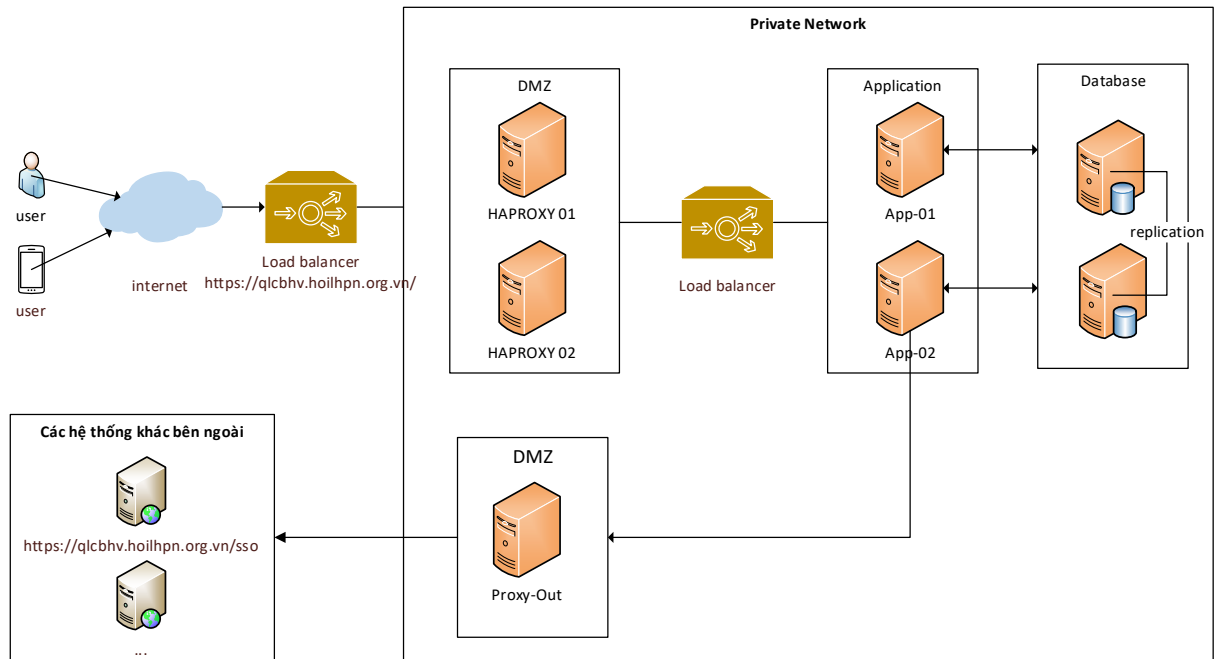 Private Network
DMZ
HAPROXY 01
HAPROXY 02
Application
App-01
App-02
Database
replication
user
user
internet
Load balancer
https://qlcbhv.hoilhpn.org.vn/
Load balancer
Các hệ thống khác bên ngoài
https://qlcbhv.hoilhpn.org.vn/sso
...
DMZ
Proxy-Out